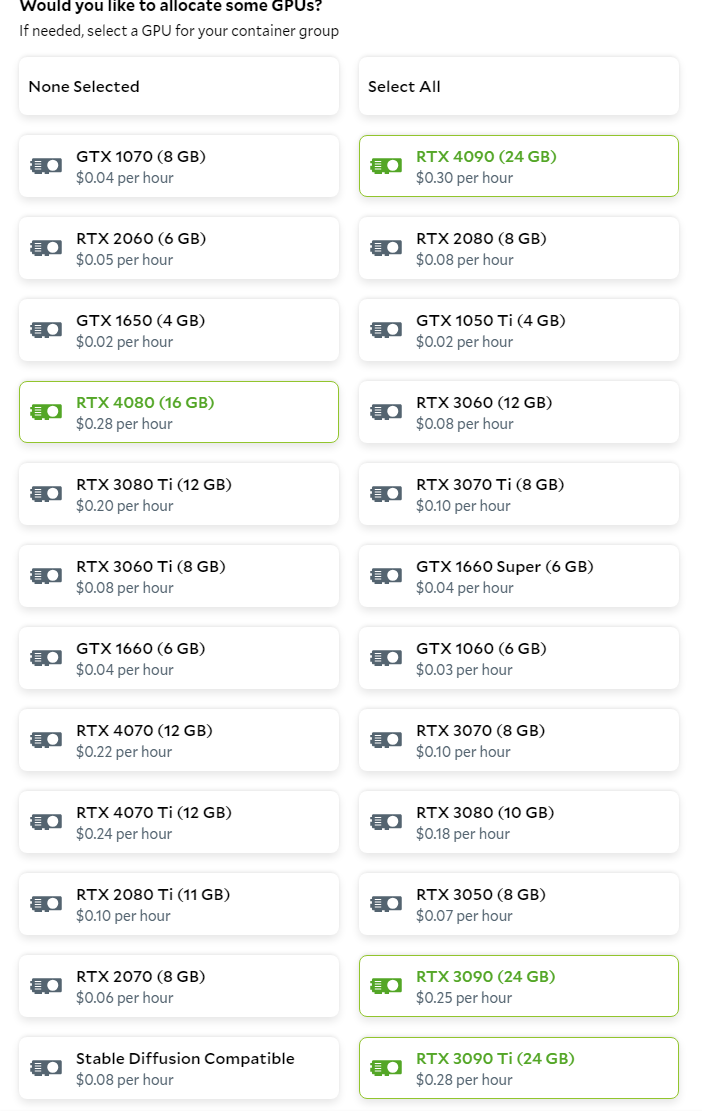 Would you like to allocate some GPUs?
If needed, select a GPU for your container group
None Selected
Select All
GTX 1070 (8 GB)
$0.04 per hour
RTX 4090 (24 GB)
$0.30 per hour
RTX 2060 (6 GB)
$0.05 per hour
RTX 2080 (8 GB)
$0.08 per hour
GTX 1650 (4 GB)
$0.02 per hour
GTX 1050 Ti (4 GB)
$0.02 per hour
RTX 4080 (16 GB)
$0.28 per hour
RTX 3060 (12 GB)
$0.08 per hour
RTX 3080 Ti (12 GB)
$0.20 per hour
RTX 3070 Ti (8 GB)
$0.10 per hour
RTX 3060 Ti (8 GB)
$0.08 per hour
GTX 1660 Super (6 GB)
$0.04 per hour
GTX 1660 (6 GB)
$0.04 per hour
GTX 1060 (6 GB)
$0.03 per hour
RTX 4070 (12 GB)
$0.22 per hour
RTX 3070 (8 GB)
$0.10 per hour
RTX 4070 Ti (12 GB)
$0.24 per hour
RTX 3080 (10 GB)
$0.18 per hour
RTX 2080 Ti (11 GB)
$0.10 per hour
RTX 3050 (8 GB)
$0.07 per hour
RTX 2070 (8 GB)
$0.06 per hour
RTX 3090 (24 GB)
$0.25 per hour
Stable Diffusion Compatible
$0.08 per hour
RTX 3090 Ti (24 GB)
$0.28 per hour